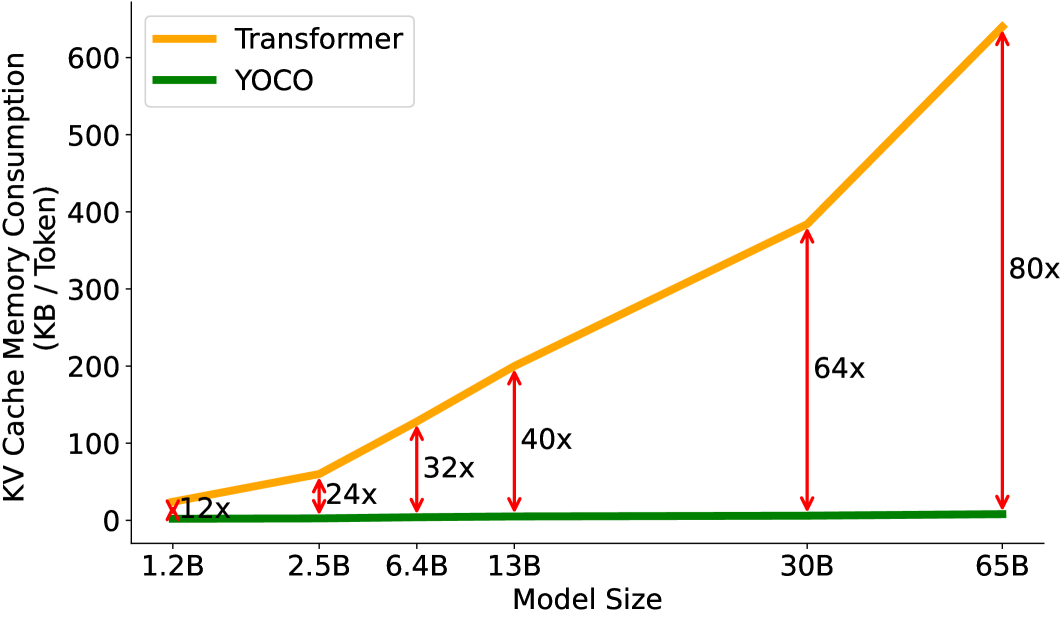 Transformer
YOCO
KV Cache Memory Consumption
(KB / Token)
600
500
400
300
200
100
0
12x
24x
32x
40x
64x
80x
1.2B
2.5B
6.4B
13B
30B
65B
Model Size